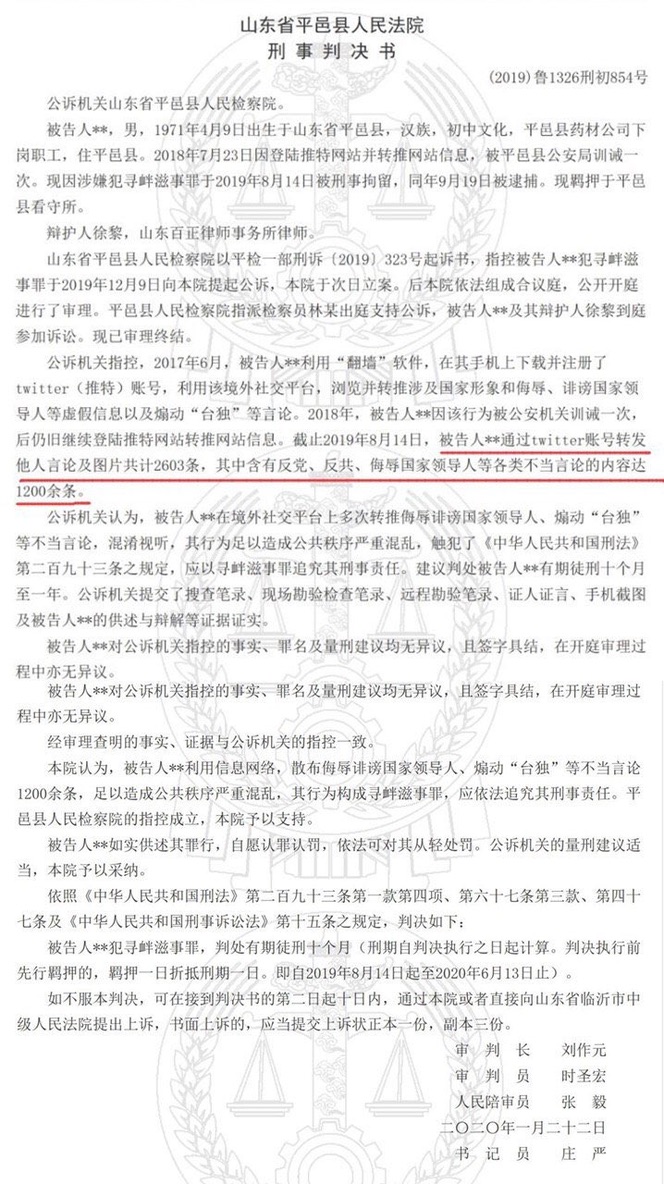 山东省平邑县人民法院
刑事判决书
(2019)鲁1326刑初854号
公诉机关山东省平邑县人民检察院。
被告人**，男，1971年4月9日出生于山东省平邑县，汉族，初中文化，平邑县药材公司下
岗职工，住平邑县。2018年7月23日因登陆推特网站并转推网站信息，被平邑县公安局训诫一
次。现因涉嫌犯寻衅滋事罪于2019年8月14日被刑事拘留，同年9月19日被逮捕。现羁押于平邑
县看守所。
辩护人徐黎，山东百正律师事务所律师。
山东省平邑县人民检察院以平检一部刑诉〔2019〕323号起诉书，指控被告人**犯寻衅滋
事罪于2019年12月9日向本院提起公诉，本院于次日立案。后本院依法组成合议庭，公开开庭
进行了审理。平邑县人民检察院指派检察员林某出庭支持公诉，被告人**及其辩护人徐黎到庭
参加诉讼。现已审理终结。
公诉机关指控，2017年6月，被告人**利用“翻墙”软件，在其手机上下载并注册了
twitter（推特）账号，利用该境外社交平台，浏览并转推涉及国家形象和侮辱、诽谤国家领
导人等虚假信息以及煽动“台独”等言论。2018年，被告人**因该行为被公安机关训诫一次，
后仍旧继续登陆推特网站转推网站信息。截止2019年8月14日，被告人**通过twitter账号转发
他人言论及图片共计2603条，其中含有反党、反共、侮辱国家领导人等各类不当言论的内容达
1200余条。
公诉机关认为，被告人**在境外社交平台上多次转推侮辱诽谤国家领导人、煽动“台独”
等不当言论，混淆视听，其行为足以造成公共秩序严重混乱，触犯了《中华人民共和国刑法》
第二百九十三条之规定，应以寻衅滋事罪追究其刑事责任。建议判处被告人**有期徒刑十个月
至一年。公诉机关提交了搜查笔录、现场勘验检查笔录、远程勘验笔录、证人证言、手机截图
及被告人**的供述与辩解等证据证实。
被告人**对公诉机关指控的事实、罪名及量刑建议均无异议，且签字具结，在开庭审理过
程中亦无异议。
被告人**对公诉机关指控的事实、罪名及量刑建议均无异议，且签字具结，在开庭审理过
程中亦无异议。
经审理查明的事实、证据与公诉机关的指控一致。
本院认为，被告人**利用信息网络，散布侮辱诽谤国家领导人、煽动“台独”等不当言论
1200余条，足以造成公共秩序严重混乱，其行为构成寻衅滋事罪，应依法追究其刑事责任。平
邑县人民检察院的指控成立，本院予以支持。
被告人**如实供述其罪行，自愿认罪认罚，依法可对其从轻处罚。公诉机关的量刑建议适
当，本院予以采纳。
依照《中华人民共和国刑法》第二百九十三条第一款第四项、第六十七条第三款、第四十
七条及《中华人民共和国刑事诉讼法》第十五条之规定，判决如下：
被告人**犯寻衅滋事罪，判处有期徒刑十个月（刑期自判决执行之日起计算。判决执行前
先行羁押的，羁押一日折抵刑期一日。即自2019年8月14日起至2020年6月13日止）。
如不服本判决，可在接到判决书的第二日起十日内，通过本院或者直接向山东省临沂市中
级人民法院提出上诉，书面上诉的，应当提交上诉状正本一份，副本三份。
审判长 刘作元
审判员 时圣宏
人民陪审员 张毅
二〇二〇年一月二十二日
书记员 庄严